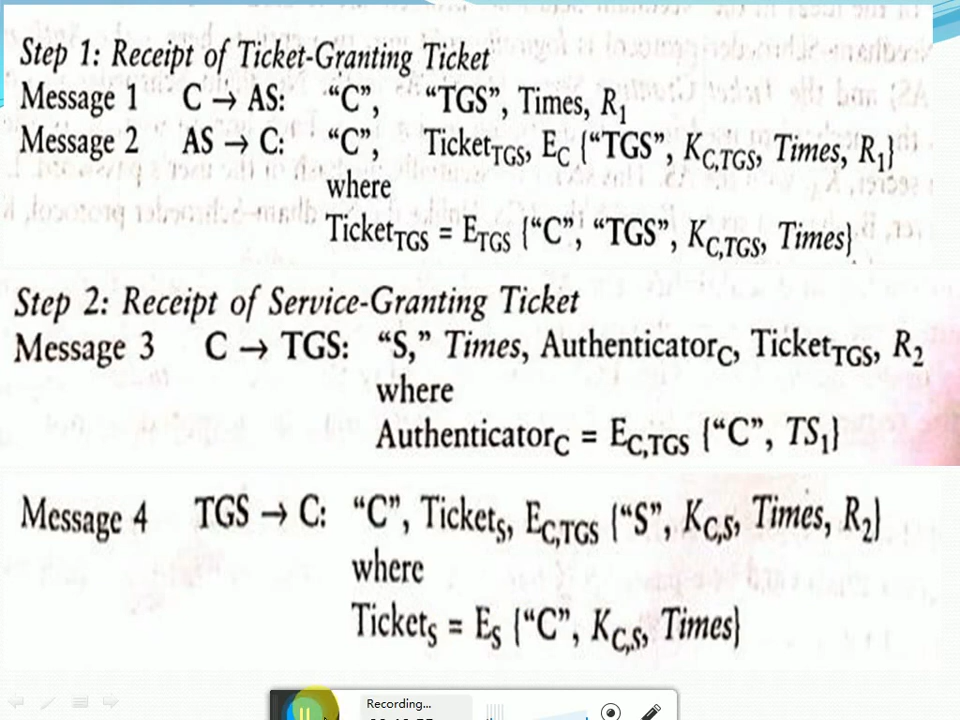 Step 1: Receipt of Ticket-Granting Ticket
Message 1 C → AS: “C”, “TGS”, Times, R1
Message 2 AS → C: “C”, TicketTGS, EC {“TGS”, KC,TGS, Times, R1}
where
TicketTGS = ETGS {“C”, “TGS”, KC,TGS, Times}
Step 2: Receipt of Service-Granting Ticket
Message 3 C → TGS: “S,” Times, AuthenticatorC, TicketTGS, R2
where
AuthenticatorC = EC,TGS {“C”, TS1}
Message 4 TGS → C: “C”, TicketS, EC,TGS {“S”, KC,S, Times, R2}
where
TicketS = ES {“C”, KC,S, Times}
Recording...